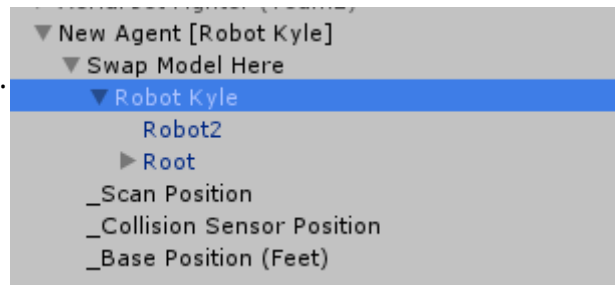 New Agent [Robot Kyle]
Swap Model Here
Robot Kyle
Robot2
Root
_Scan Position
_Collision Sensor Position
_Base Position (Feet)